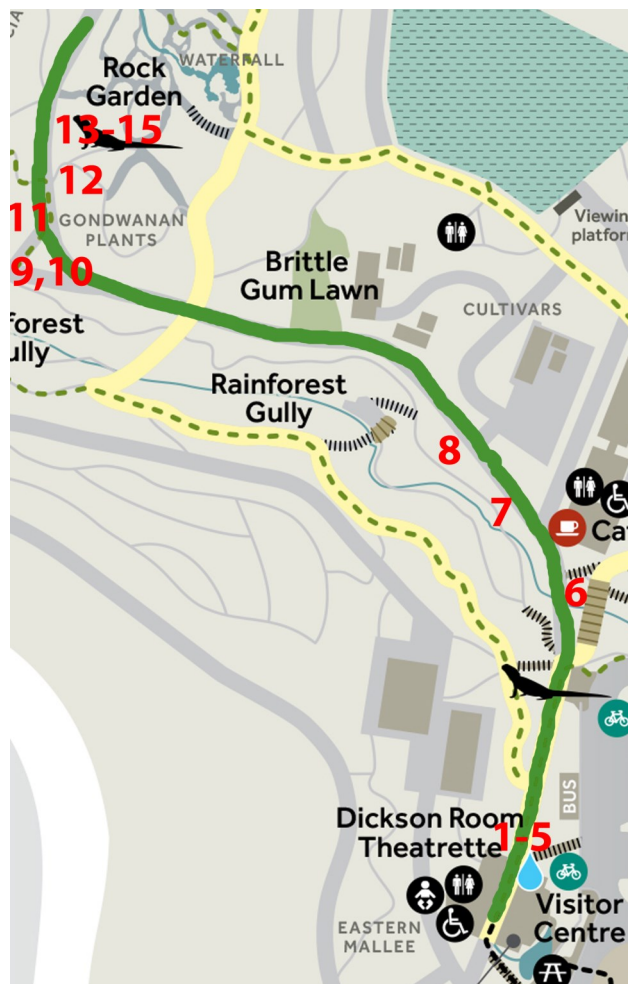 WATERFALL
Rock
Garden
13-15
12
11
GONDWANAN
PLANTS
9,10
Viewin
platforn
Brittle
Gum Lawn
CULTIVARS
forest
ully
Rainforest
Gully
8
7
Ca
6
BUS
Dickson Room
Theatrette
1-5
Visitor
Centre
EASTERN
MALLEE